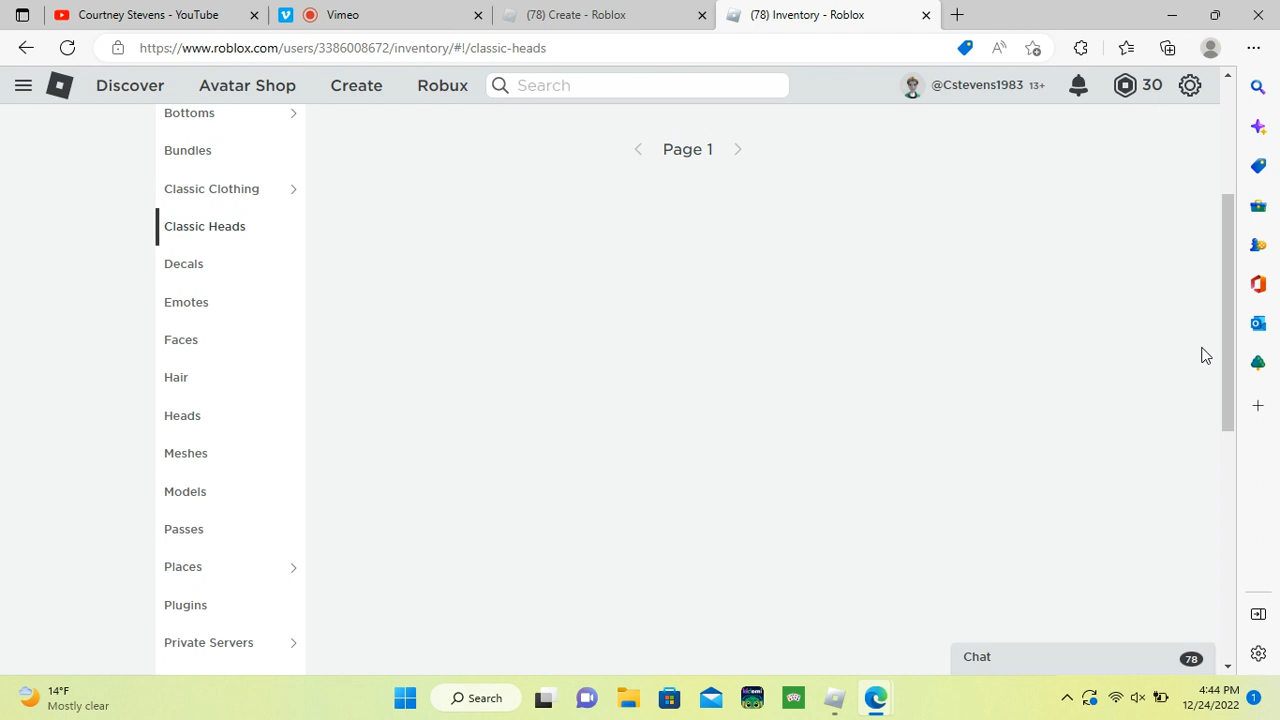 Courtney Stevens - YouTube
Vimeo
(78) Create - Roblox
(78) Inventory - Roblox
https://www.roblox.com/users/3386008672/inventory/#!/classic-heads
Discover
Avatar Shop
Create
Robux
Search
@Cstevens1983 13+
30
Bottoms
Bundles
Classic Clothing
Classic Heads
Decals
Emotes
Faces
Hair
Heads
Meshes
Models
Passes
Places
Plugins
Private Servers
Page 1
Chat
78
14°F
Mostly clear
Search
4:44 PM
12/24/2022
1